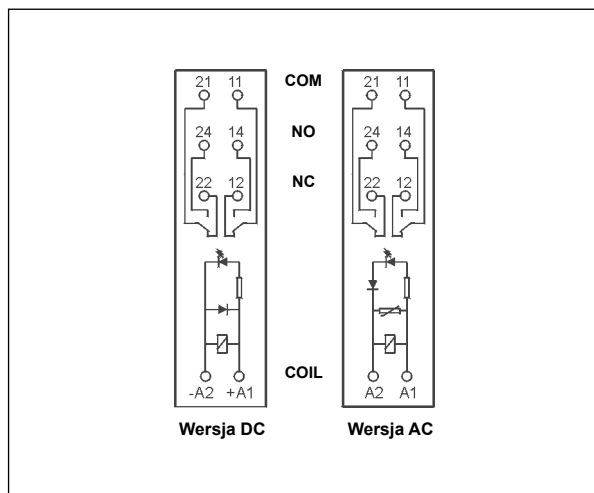 21 11 COM 21 11
24 14 NO 24 14
22 12 NC 22 12
COIL
-A2 +A1 A2 A1
Wersja DC Wersja AC